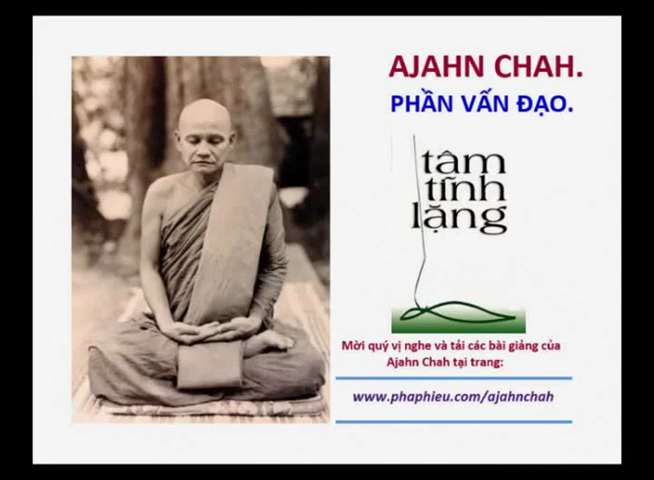 AJAHN CHAH.
PHẦN VẤN ĐẠO.
tâm
tĩnh
lặng
Mời quý vị nghe và tải các bài giảng của
Ajahn Chah tại trang:
www.phaphieu.com/ajahnchah